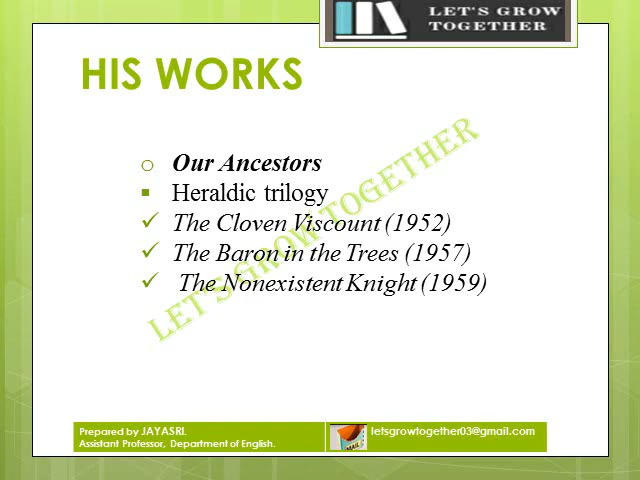 LET'S GROW
TOGETHER
HIS WORKS
Our Ancestors
Heraldic trilogy
The Cloven Viscount (1952)
The Baron in the Trees (1957)
The Nonexistent Knight (1959)
LET'S GROW TOGETHER
Prepared by JAYASRI.
Assistant Professor, Department of English.
letsgrowtogether03@gmail.com
MAIL